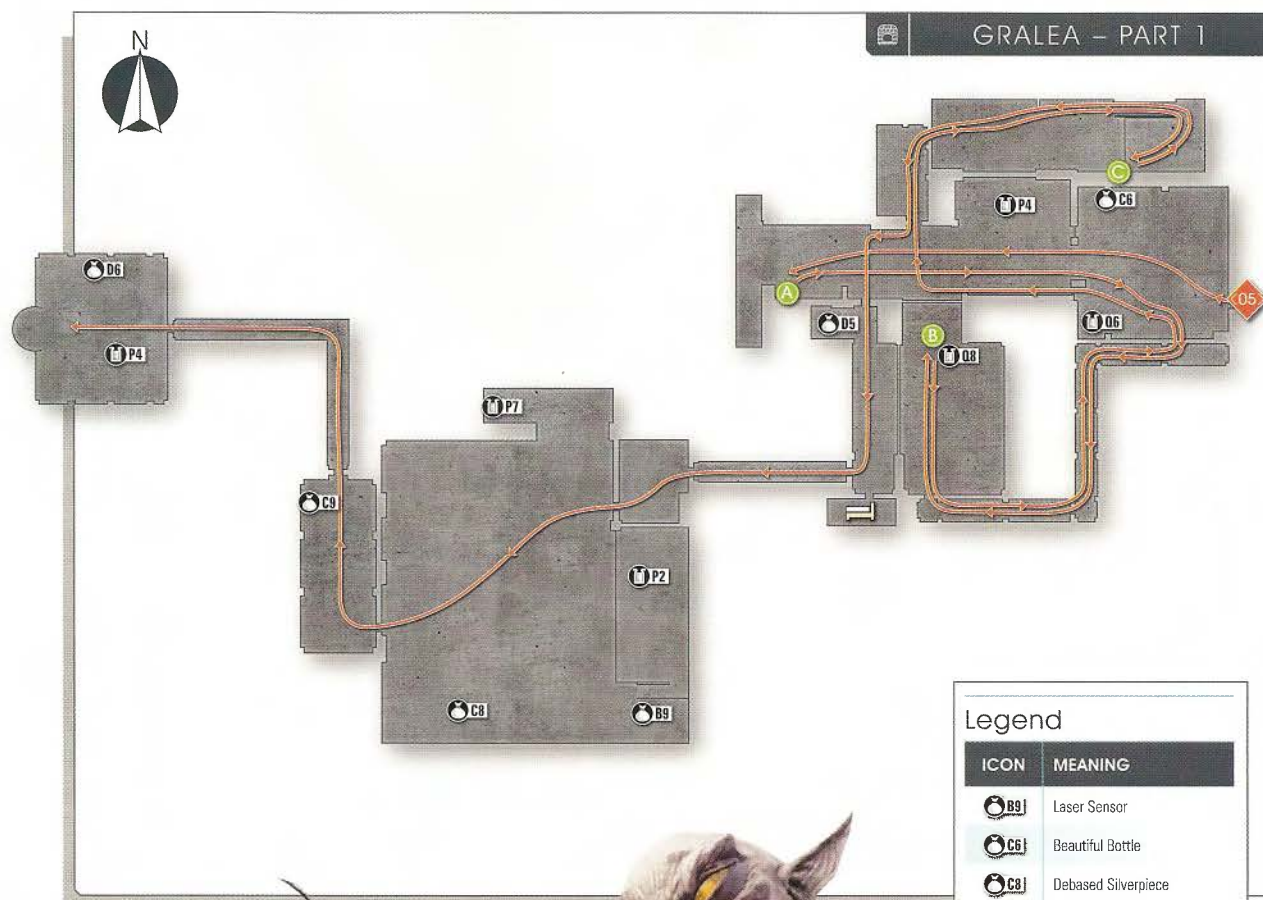 GRALEA – PART 1
N
C
P4
C6
D6
A
05
D5
B
Q8
Q6
P4
P7
C9
P2
C8
B9
Legend
ICON MEANING
B9 Laser Sensor
C6 Beautiful Bottle
C8 Debased Silverpiece